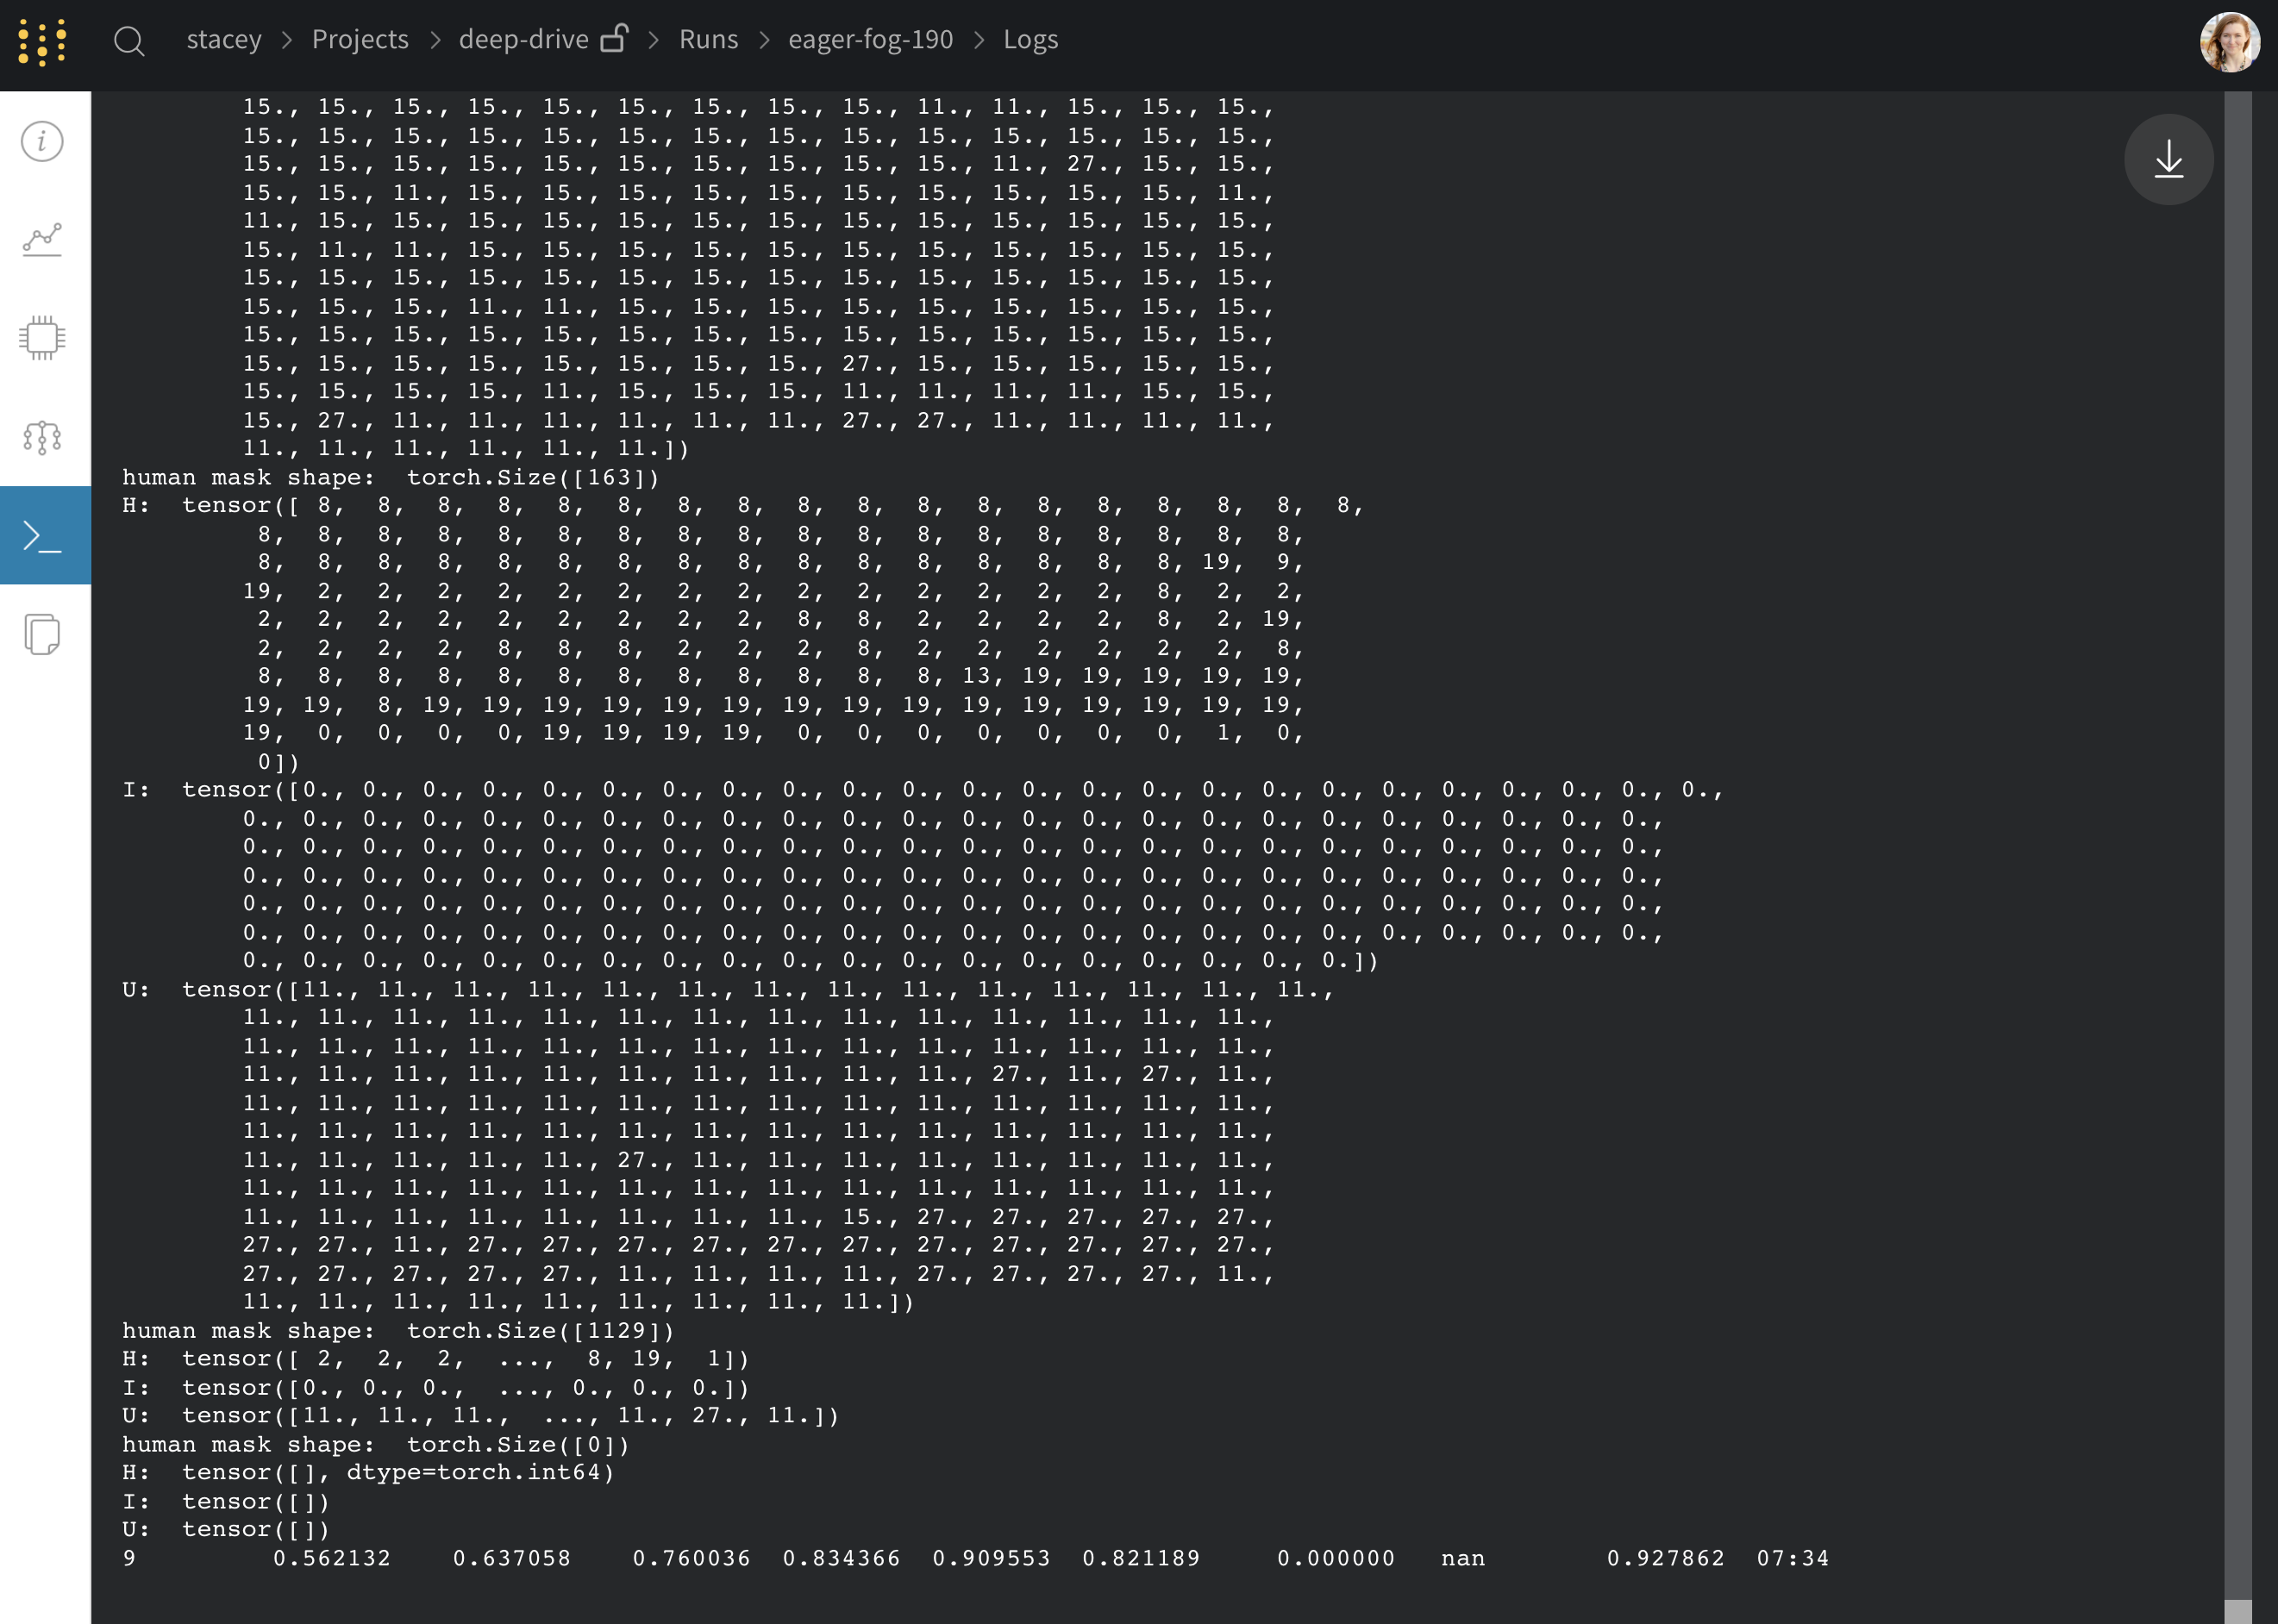 stacey > Projects > deep-drive > Runs > eager-fog-190 > Logs
15., 15., 15., 15., 15., 15., 15., 15., 15., 11., 11., 15., 15., 15.,
15., 15., 15., 15., 15., 15., 15., 15., 15., 15., 15., 15., 15., 15.,
15., 15., 15., 15., 15., 15., 15., 15., 15., 15., 11., 27., 15., 15.,
15., 15., 11., 15., 15., 15., 15., 15., 15., 15., 15., 15., 15., 11.,
11., 15., 15., 15., 15., 15., 15., 15., 15., 15., 15., 15., 15., 15.,
15., 11., 11., 15., 15., 15., 15., 15., 15., 15., 15., 15., 15., 15.,
15., 15., 15., 15., 15., 15., 15., 15., 15., 15., 15., 15., 15., 15.,
15., 15., 15., 11., 11., 15., 15., 15., 15., 15., 15., 15., 15., 15.,
15., 15., 15., 15., 15., 15., 15., 15., 15., 15., 15., 15., 15., 15.,
15., 15., 15., 15., 15., 15., 15., 15., 27., 15., 15., 15., 15., 15.,
15., 15., 15., 15., 11., 15., 15., 15., 11., 11., 11., 11., 15., 15.,
15., 27., 11., 11., 11., 11., 11., 11., 27., 27., 11., 11., 11., 11.,
11., 11., 11., 11., 11., 11.])
human mask shape:  torch.Size([163])
H:  tensor([ 8,  8,  8,  8,  8,  8,  8,  8,  8,  8,  8,  8,  8,  8,  8,  8,  8,  8,
8,  8,  8,  8,  8,  8,  8,  8,  8,  8,  8,  8,  8,  8,  8,  8,  8,  8,
8,  8,  8,  8,  8,  8,  8,  8,  8,  8,  8,  8,  8,  8,  8,  8, 19,  9,
19,  2,  2,  2,  2,  2,  2,  2,  2,  2,  2,  2,  2,  2,  2,  8,  2,  2,
2,  2,  2,  2,  2,  2,  2,  2,  2,  8,  8,  2,  2,  2,  2,  8,  2, 19,
2,  2,  2,  2,  8,  8,  8,  2,  2,  2,  8,  2,  2,  2,  2,  2,  2,  8,
8,  8,  8,  8,  8,  8,  8,  8,  8,  8,  8,  8, 13, 19, 19, 19, 19, 19,
19, 19,  8, 19, 19, 19, 19, 19, 19, 19, 19, 19, 19, 19, 19, 19, 19, 19,
19,  0,  0,  0,  0, 19, 19, 19, 19,  0,  0,  0,  0,  0,  0,  0,  1,  0,
0])
I:  tensor([0., 0., 0., 0., 0., 0., 0., 0., 0., 0., 0., 0., 0., 0., 0., 0., 0., 0., 0., 0., 0., 0., 0., 0.,
0., 0., 0., 0., 0., 0., 0., 0., 0., 0., 0., 0., 0., 0., 0., 0., 0., 0., 0., 0., 0., 0., 0., 0.,
0., 0., 0., 0., 0., 0., 0., 0., 0., 0., 0., 0., 0., 0., 0., 0., 0., 0., 0., 0., 0., 0., 0., 0.,
0., 0., 0., 0., 0., 0., 0., 0., 0., 0., 0., 0., 0., 0., 0., 0., 0., 0., 0., 0., 0., 0., 0., 0.,
0., 0., 0., 0., 0., 0., 0., 0., 0., 0., 0., 0., 0., 0., 0., 0., 0., 0., 0., 0., 0., 0., 0., 0.,
0., 0., 0., 0., 0., 0., 0., 0., 0., 0., 0., 0., 0., 0., 0., 0., 0., 0., 0., 0., 0., 0., 0., 0.,
0., 0., 0., 0., 0., 0., 0., 0., 0., 0., 0., 0., 0., 0., 0., 0., 0., 0., 0.])
U:  tensor([11., 11., 11., 11., 11., 11., 11., 11., 11., 11., 11., 11., 11., 11.,
11., 11., 11., 11., 11., 11., 11., 11., 11., 11., 11., 11., 11., 11.,
11., 11., 11., 11., 11., 11., 11., 11., 11., 11., 11., 11., 11., 11.,
11., 11., 11., 11., 11., 11., 11., 11., 11., 11., 27., 11., 27., 11.,
11., 11., 11., 11., 11., 11., 11., 11., 11., 11., 11., 11., 11., 11.,
11., 11., 11., 11., 11., 11., 11., 11., 11., 11., 11., 11., 11., 11.,
11., 11., 11., 11., 11., 27., 11., 11., 11., 11., 11., 11., 11., 11.,
11., 11., 11., 11., 11., 11., 11., 11., 11., 11., 11., 11., 11., 11.,
11., 11., 11., 11., 11., 11., 11., 11., 15., 27., 27., 27., 27., 27.,
27., 27., 11., 27., 27., 27., 27., 27., 27., 27., 27., 27., 27., 27.,
27., 27., 27., 27., 27., 11., 11., 11., 11., 27., 27., 27., 27., 11.,
11., 11., 11., 11., 11., 11., 11., 11., 11.])
human mask shape:  torch.Size([1129])
H:  tensor([ 2,  2,  2,  ...,  8, 19,  1])
I:  tensor([0., 0., 0.,  ..., 0., 0., 0.])
U:  tensor([11., 11., 11.,  ..., 11., 27., 11.])
human mask shape:  torch.Size([0])
H:  tensor([], dtype=torch.int64)
I:  tensor([])
U:  tensor([])
9         0.562132    0.637058    0.760036  0.834366  0.909553  0.821189     0.000000   nan        0.927862  07:34